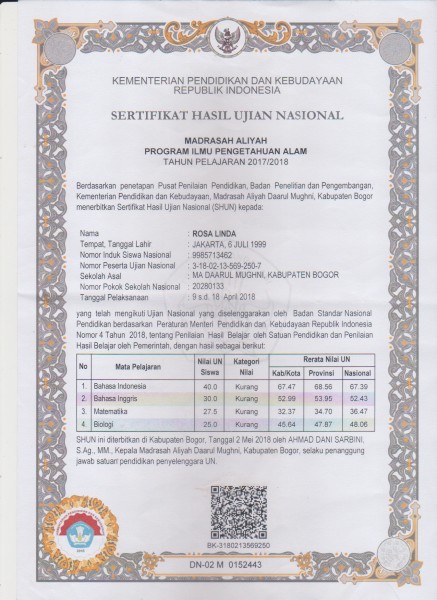 KEMENTERIAN PENDIDIKAN DAN KEBUDAYAAN
REPUBLIK INDONESIA
SERTIFIKAT HASIL UJIAN NASIONAL
MADRASAH ALIYAH
PROGRAM ILMU PENGETAHUAN ALAM
TAHUN PELAJARAN 2017/2018
Berdasarkan penetapan Pusat Penilaian Pendidikan, Badan Penelitian dan Pengembangan,
Kementerian Pendidikan dan Kebudayaan, Madrasah Aliyah Daarul Mughni, Kabupaten Bogor
menerbitkan Sertifikat Hasil Ujian Nasional (SHUN) kepada:
Nama : ROSA LINDA
Tempat, Tanggal Lahir : JAKARTA, 6 JULI 1999
Nomor Induk Siswa Nasional : 9985713462
Nomor Peserta Ujian Nasional : 3-18-02-13-569-250-7
Sekolah Asal : MA DAARUL MUGHNI, KABUPATEN BOGOR
Nomor Pokok Sekolah Nasional : 20280133
Tanggal Pelaksanaan : 9 s.d. 18 April 2018
yang telah mengikuti Ujian Nasional yang diselenggarakan oleh Badan Standar Nasional
Pendidikan berdasarkan Peraturan Menteri Pendidikan dan Kebudayaan Republik Indonesia
Nomor 4 Tahun 2018, tentang Penilaian Hasil Belajar oleh Satuan Pendidikan dan Penilaian
Hasil Belajar oleh Pemerintah, dengan hasil sebagai berikut:
No Mata Pelajaran Nilai UN Siswa Kategori Nilai Rerata Nilai UN
Kab/Kota Provinsi Nasional
1. Bahasa Indonesia 40.0 Kurang 67.47 68.56 67.39
2. Bahasa Inggris 30.0 Kurang 52.99 53.95 52.43
3. Matematika 27.5 Kurang 32.37 34.70 36.47
4. Biologi 25.0 Kurang 45.64 47.87 48.06
SHUN ini diterbitkan di Kabupaten Bogor, Tanggal 2 Mei 2018 oleh AHMAD DANI SARBINI,
S.Ag., MM., Kepala Madrasah Aliyah Daarul Mughni, Kabupaten Bogor, selaku penanggung
jawab satuan pendidikan penyelenggara UN.
BK-3180213569250
DN-02 M 0152443